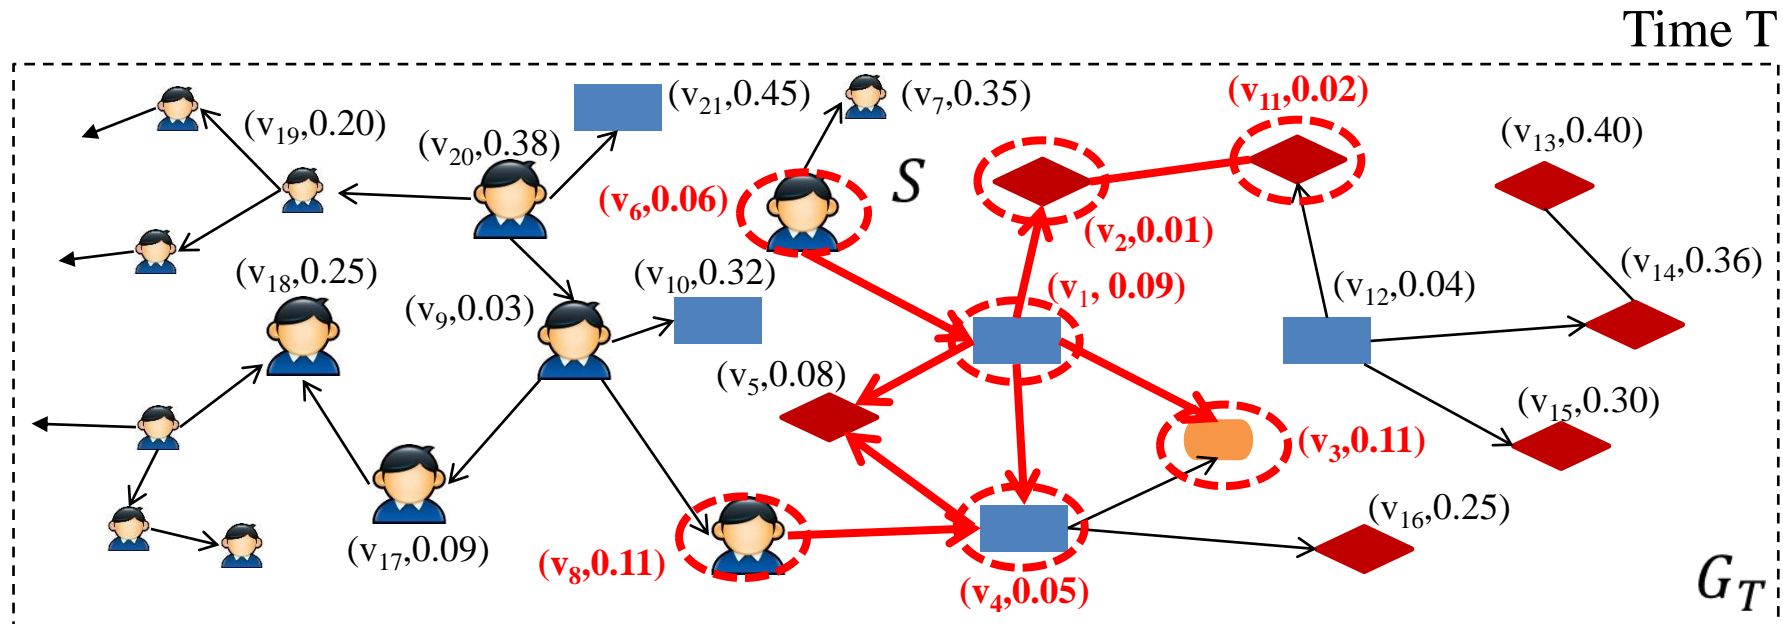 Time T
(v₂₁,0.45)
(v₇,0.35)
(v₁₁,0.02)
(v₁₉,0.20)
(v₂₀,0.38)
(v₁₃,0.40)
S
(v₆,0.06)
(v₂,0.01)
(v₁₈,0.25)
(v₁₀,0.32)
(v₁, 0.09)
(v₁₄,0.36)
(v₉,0.03)
(v₁₂,0.04)
(v₅,0.08)
(v₁₅,0.30)
(v₃,0.11)
(v₁₆,0.25)
(v₁₇,0.09)
(v₈,0.11)
(v₄,0.05)
G_T